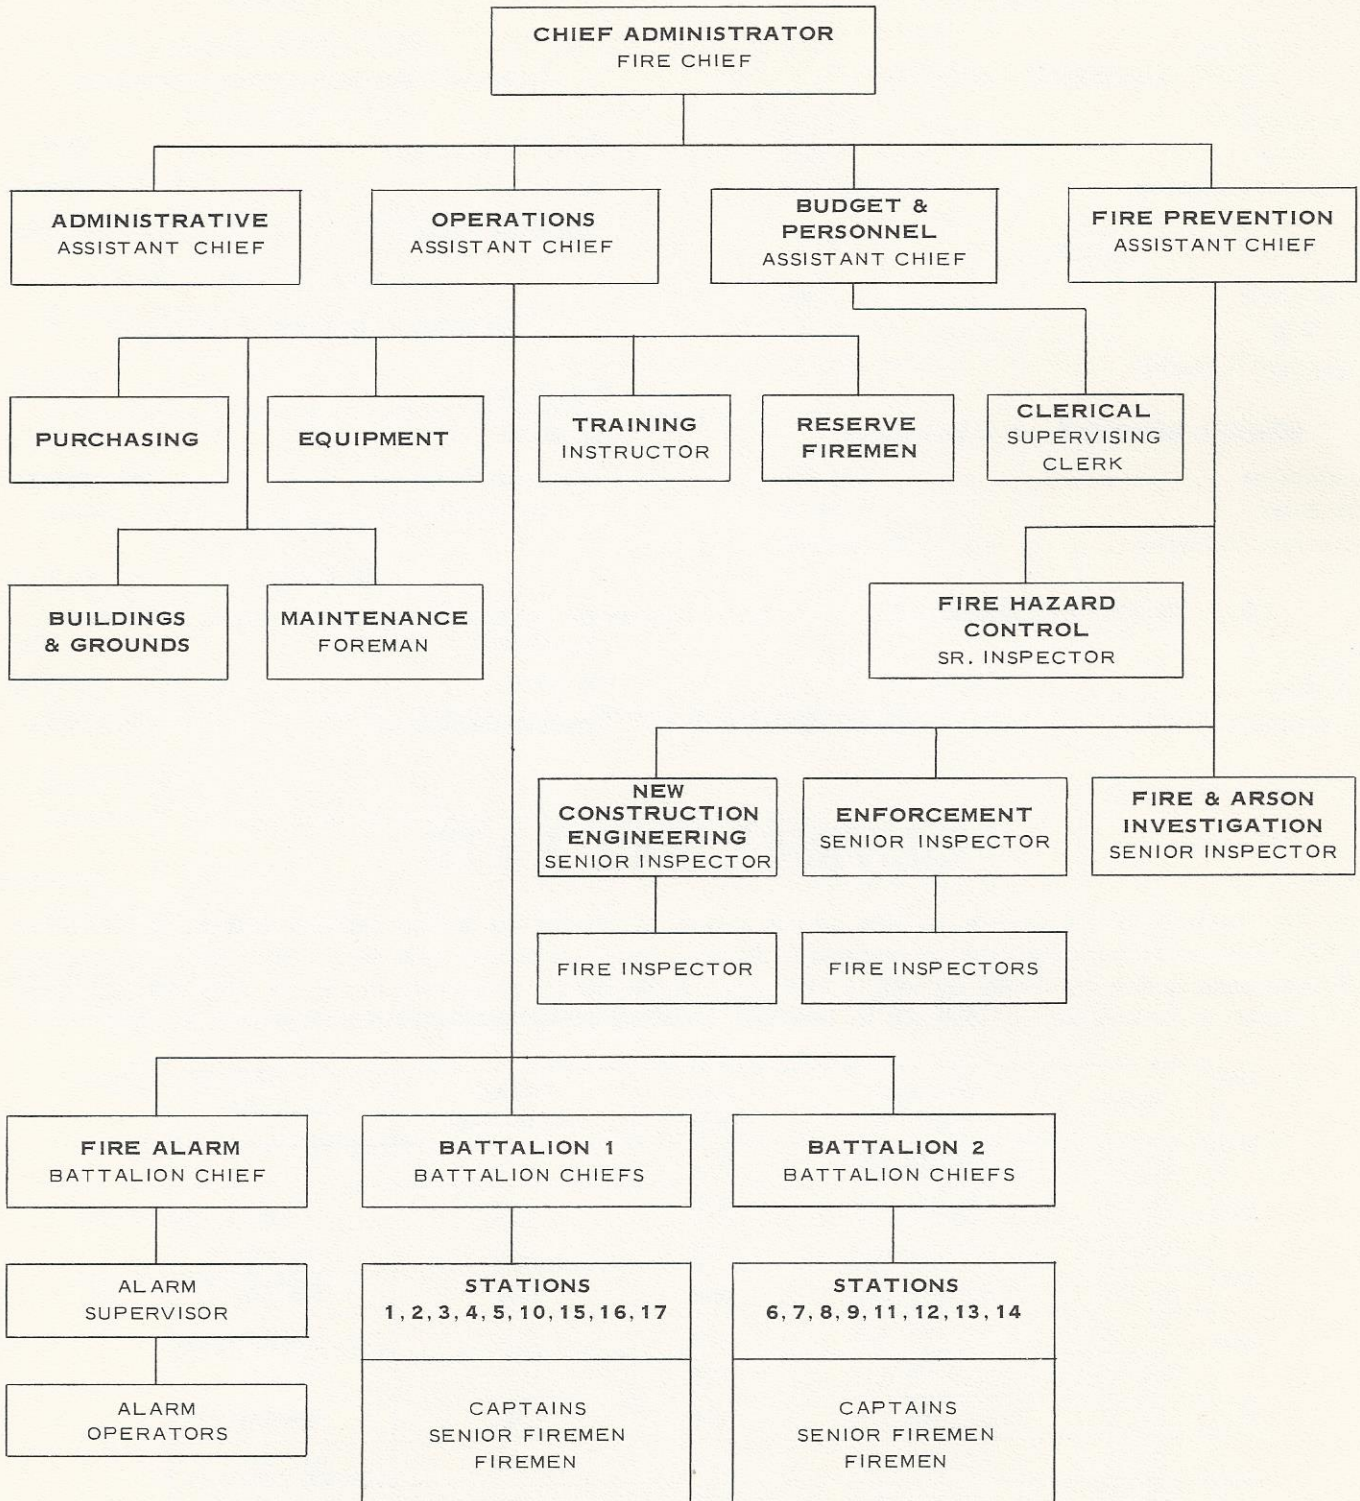 CHIEF ADMINISTRATOR
FIRE CHIEF
ADMINISTRATIVE
ASSISTANT CHIEF
OPERATIONS
ASSISTANT CHIEF
BUDGET &
PERSONNEL
ASSISTANT CHIEF
FIRE PREVENTION
ASSISTANT CHIEF
PURCHASING
EQUIPMENT
TRAINING
INSTRUCTOR
RESERVE
FIREMEN
CLERICAL
SUPERVISING
CLERK
BUILDINGS
& GROUNDS
MAINTENANCE
FOREMAN
FIRE HAZARD
CONTROL
SR. INSPECTOR
NEW
CONSTRUCTION
ENGINEERING
SENIOR INSPECTOR
ENFORCEMENT
SENIOR INSPECTOR
FIRE & ARSON
INVESTIGATION
SENIOR INSPECTOR
FIRE INSPECTOR
FIRE INSPECTORS
FIRE ALARM
BATTALION CHIEF
BATTALION 1
BATTALION CHIEFS
BATTALION 2
BATTALION CHIEFS
ALARM
SUPERVISOR
STATIONS
1, 2, 3, 4, 5, 10, 15, 16, 17
STATIONS
6, 7, 8, 9, 11, 12, 13, 14
ALARM
OPERATORS
CAPTAINS
SENIOR FIREMEN
FIREMEN
CAPTAINS
SENIOR FIREMEN
FIREMEN